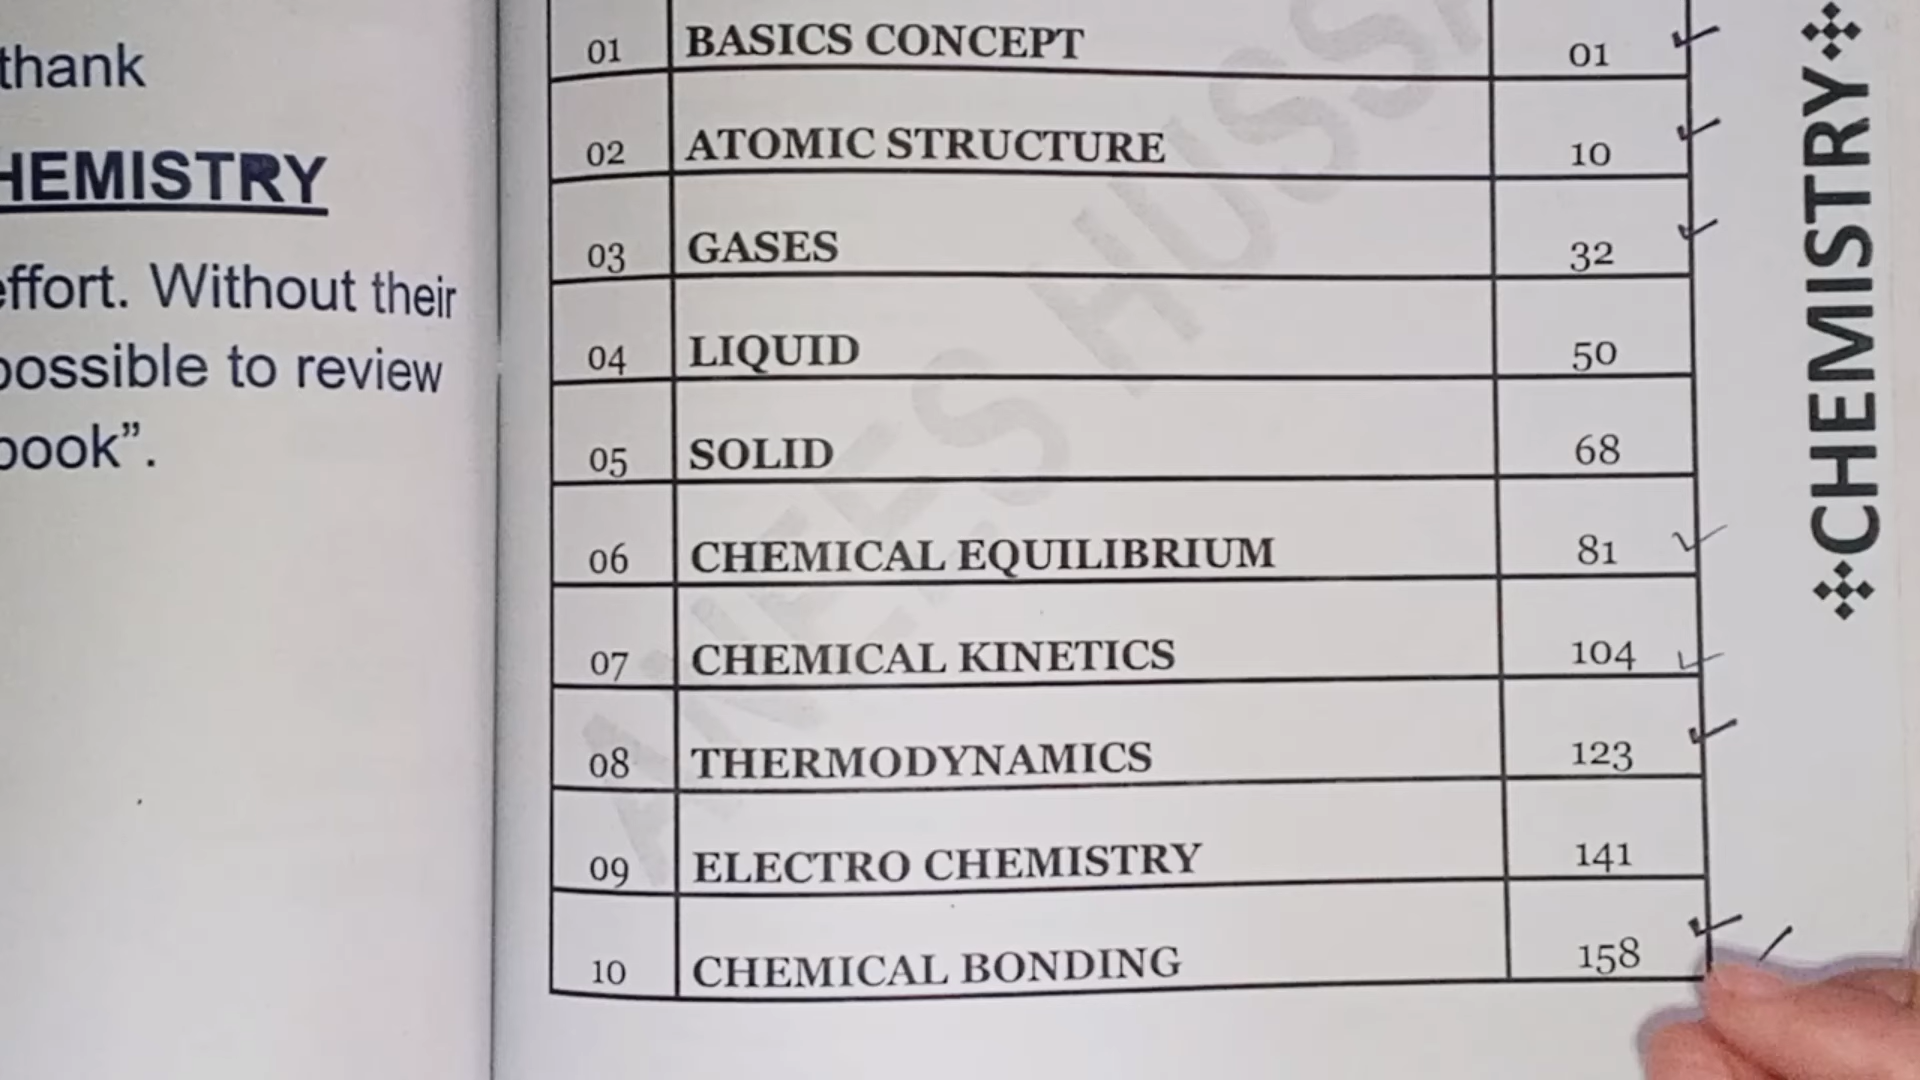 thank
HEMISTRY
effort. Without their
possible to review
book”.
01 BASICS CONCEPT 01
02 ATOMIC STRUCTURE 10
03 GASES 32
04 LIQUID 50
05 SOLID 68
06 CHEMICAL EQUILIBRIUM 81
07 CHEMICAL KINETICS 104
08 THERMODYNAMICS 123
09 ELECTRO CHEMISTRY 141
10 CHEMICAL BONDING 158
CHEMISTRY
ANEES HUSSA